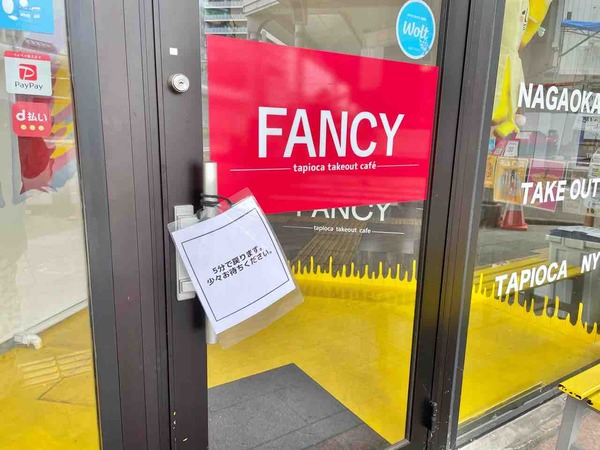 Wolt
PayPay
d払い
FANCY
tapioca takeout café
FANCY
tapioca takeout cafe
5分で戻ります。
少々お待ちください。
NAGAOKA
TAKE OUT
TAPIOCA NY